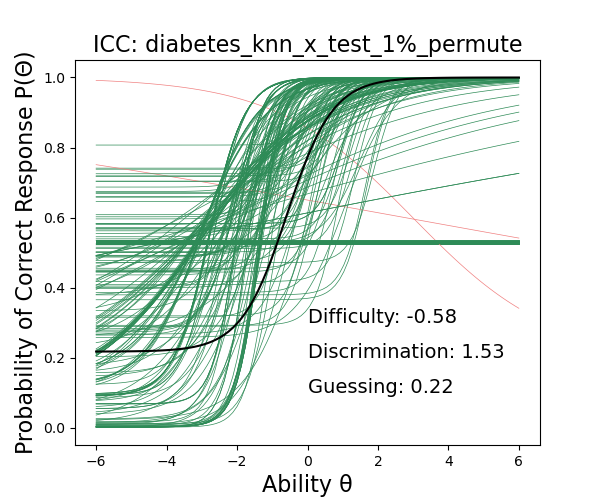 ICC: diabetes_knn_x_test_1%_permute
Probability of Correct Response P(Θ)
1.0
0.8
0.6
0.4
0.2
0.0
Difficulty: -0.58
Discrimination: 1.53
Guessing: 0.22
−6
−4
−2
0
2
4
6
Ability θ